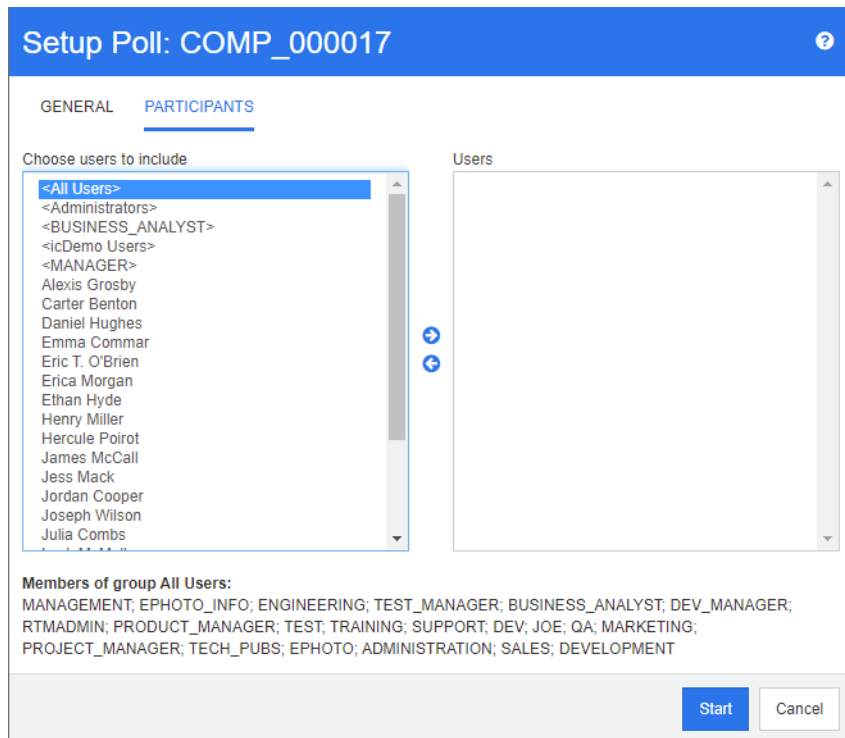 Setup Poll: COMP_000017
?
GENERAL PARTICIPANTS
Choose users to include
Users
<All Users>
<Administrators>
<BUSINESS_ANALYST>
<icDemo Users>
<MANAGER>
Alexis Grosby
Carter Benton
Daniel Hughes
Emma Commar
Eric T. O'Brien
Erica Morgan
Ethan Hyde
Henry Miller
Hercule Poirot
James McCall
Jess Mack
Jordan Cooper
Joseph Wilson
Julia Combs
Members of group All Users:
MANAGEMENT; EPHOTO_INFO; ENGINEERING; TEST_MANAGER; BUSINESS_ANALYST; DEV_MANAGER;
RTMADMIN; PRODUCT_MANAGER; TEST; TRAINING; SUPPORT; DEV; JOE; QA; MARKETING;
PROJECT_MANAGER; TECH_PUBS; EPHOTO; ADMINISTRATION; SALES; DEVELOPMENT
Start Cancel